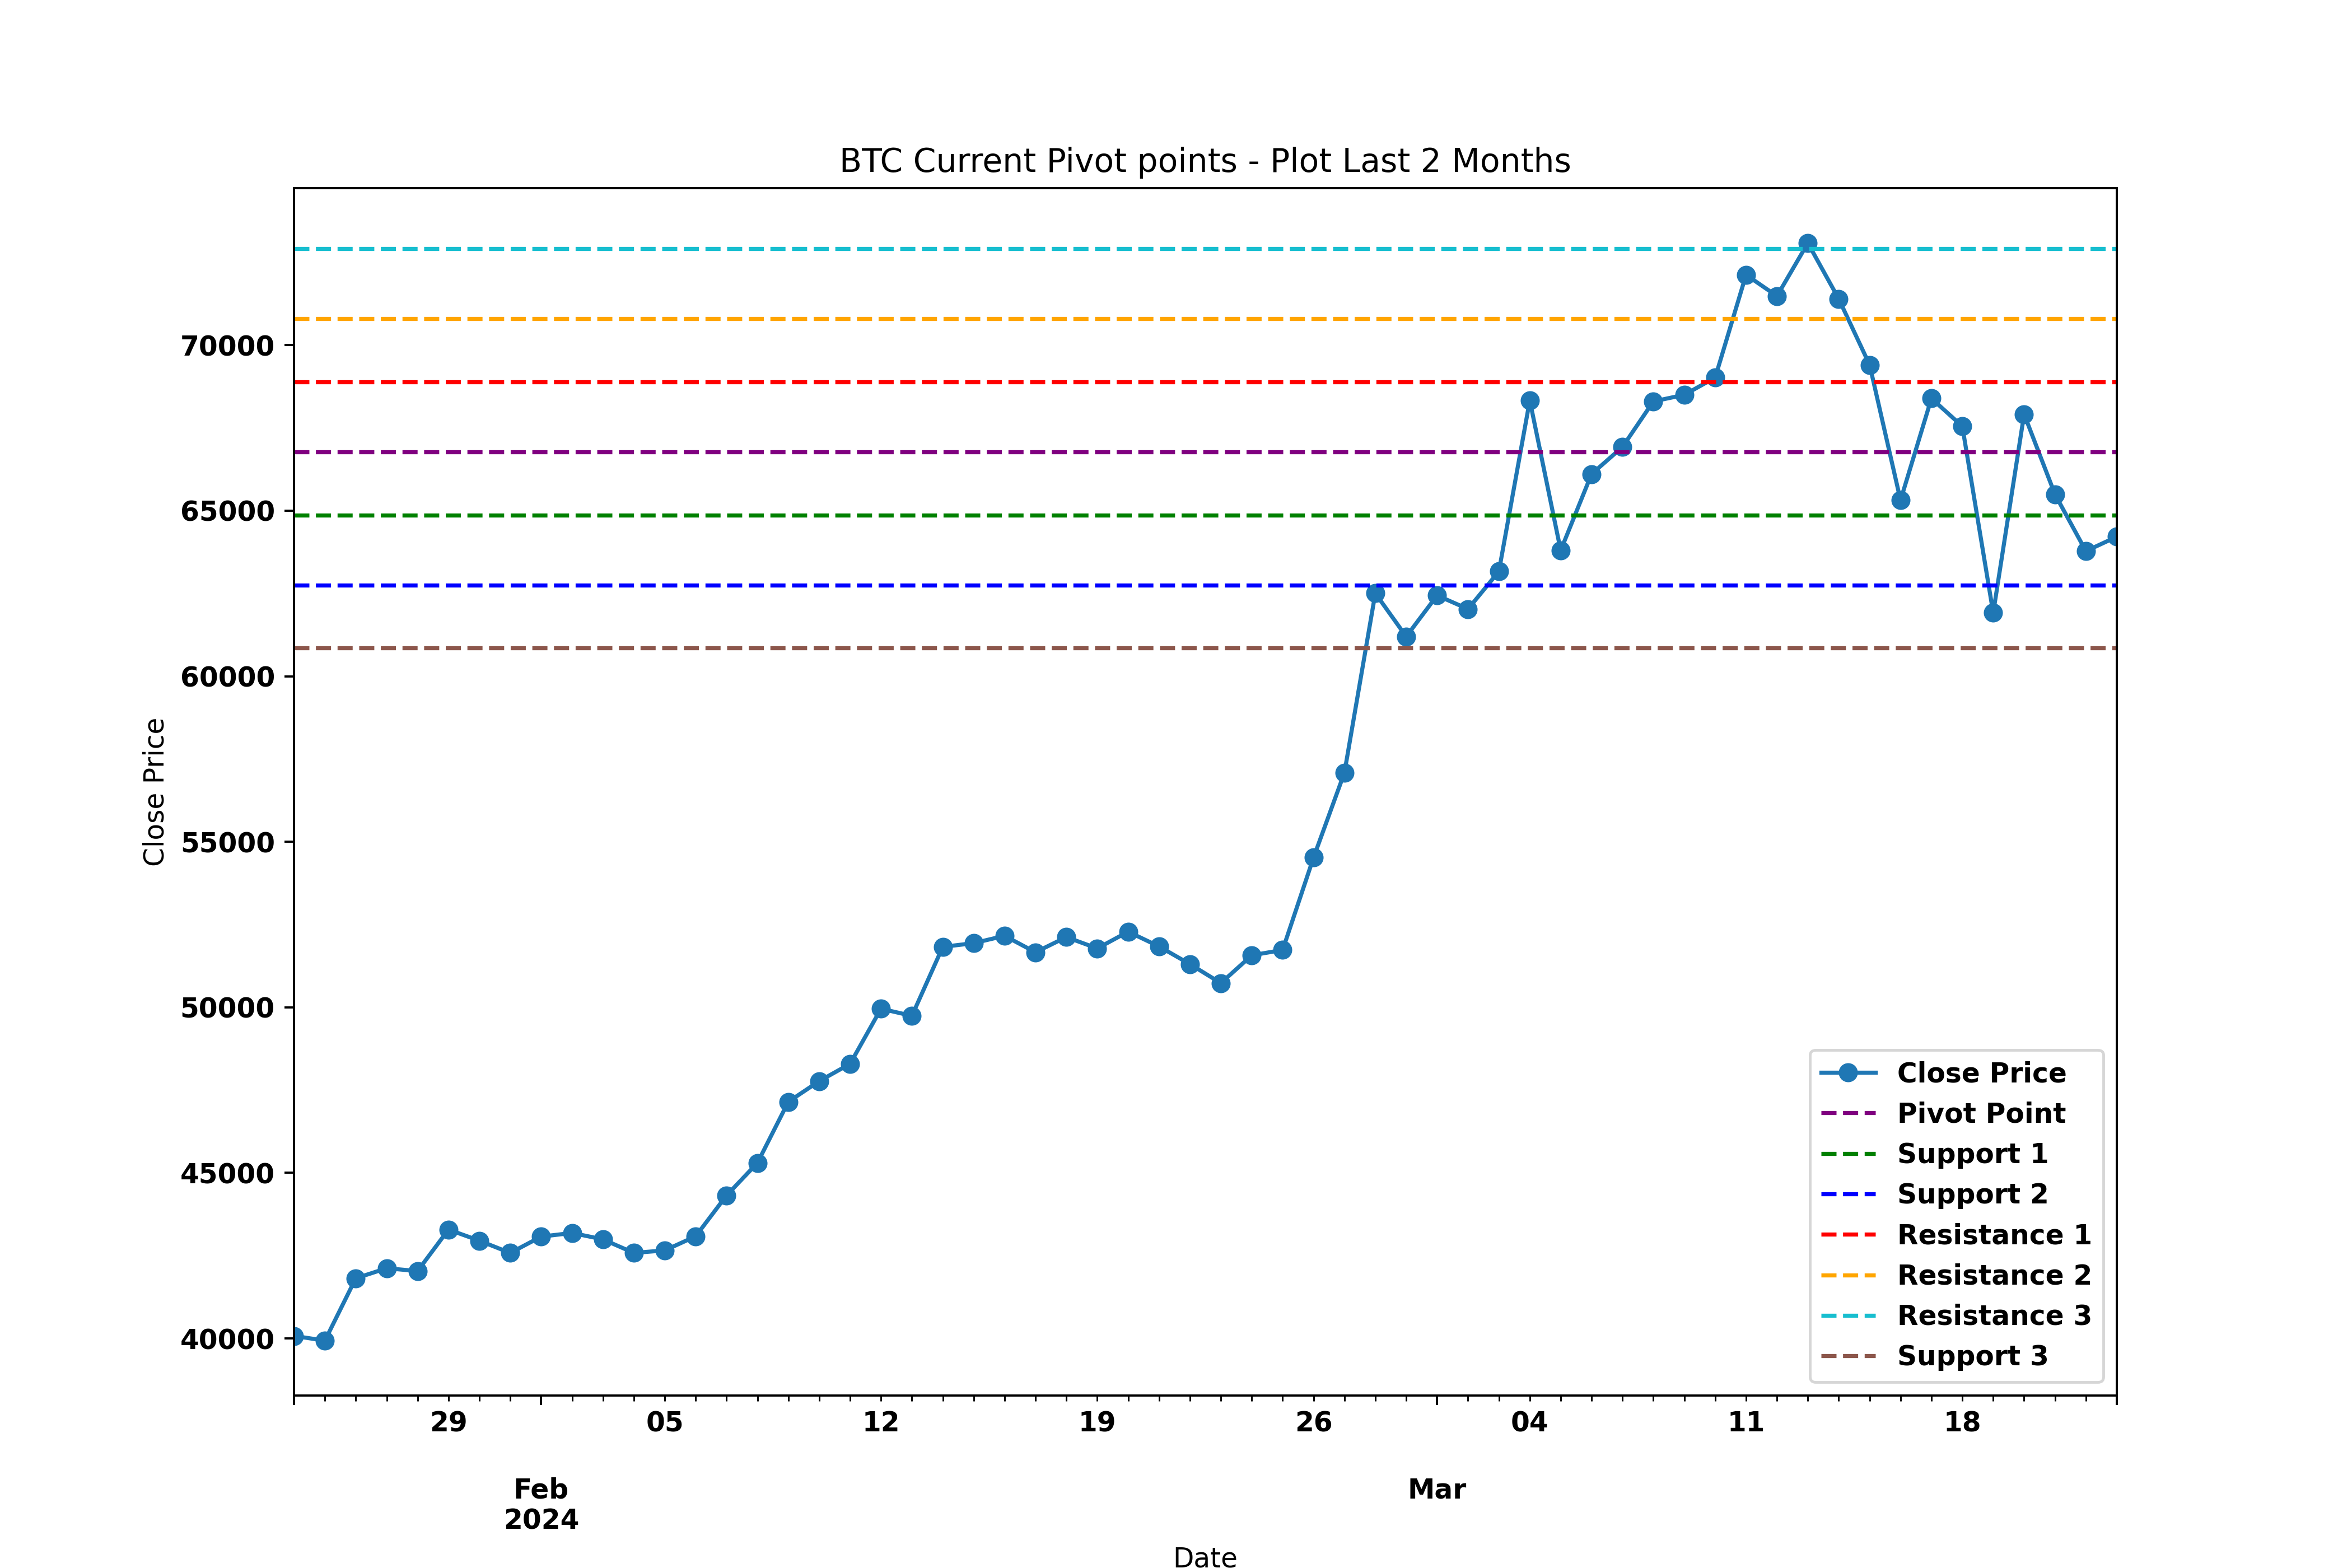 BTC Current Pivot points - Plot Last 2 Months
Close Price
70000
65000
60000
55000
50000
45000
40000
Close Price
Pivot Point
Support 1
Support 2
Resistance 1
Resistance 2
Resistance 3
Support 3
29 05 12 19 26 04 11 18
Feb Mar
2024
Date